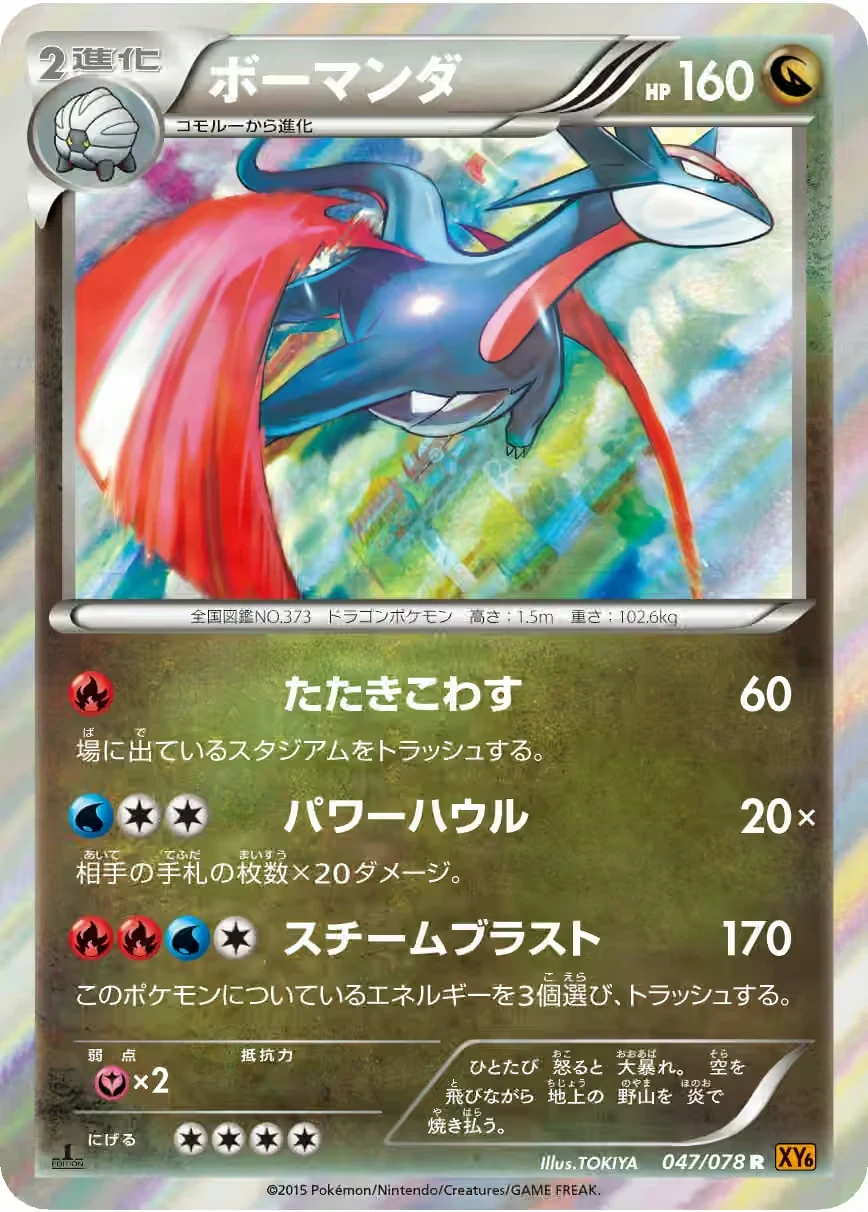 2進化
ボーマンダ
HP 160
コモルーから進化
全国図鑑NO.373 ドラゴンポケモン 高さ：1.5m 重さ：102.6kg
たたきこわす 60
場に出ているスタジアムをトラッシュする。
パワーハウル 20×
相手の手札の枚数×20ダメージ。
スチームブラスト 170
このポケモンについているエネルギーを3個選び、トラッシュする。
弱点 抵抗力
×2
にげる
ひとたび 怒ると 大暴れ。 空を
飛びながら 地上の 野山を 炎で
焼き払う。
1 EDITION
Illus.TOKIYA 047/078 R XY6
©2015 Pokémon/Nintendo/Creatures/GAME FREAK.